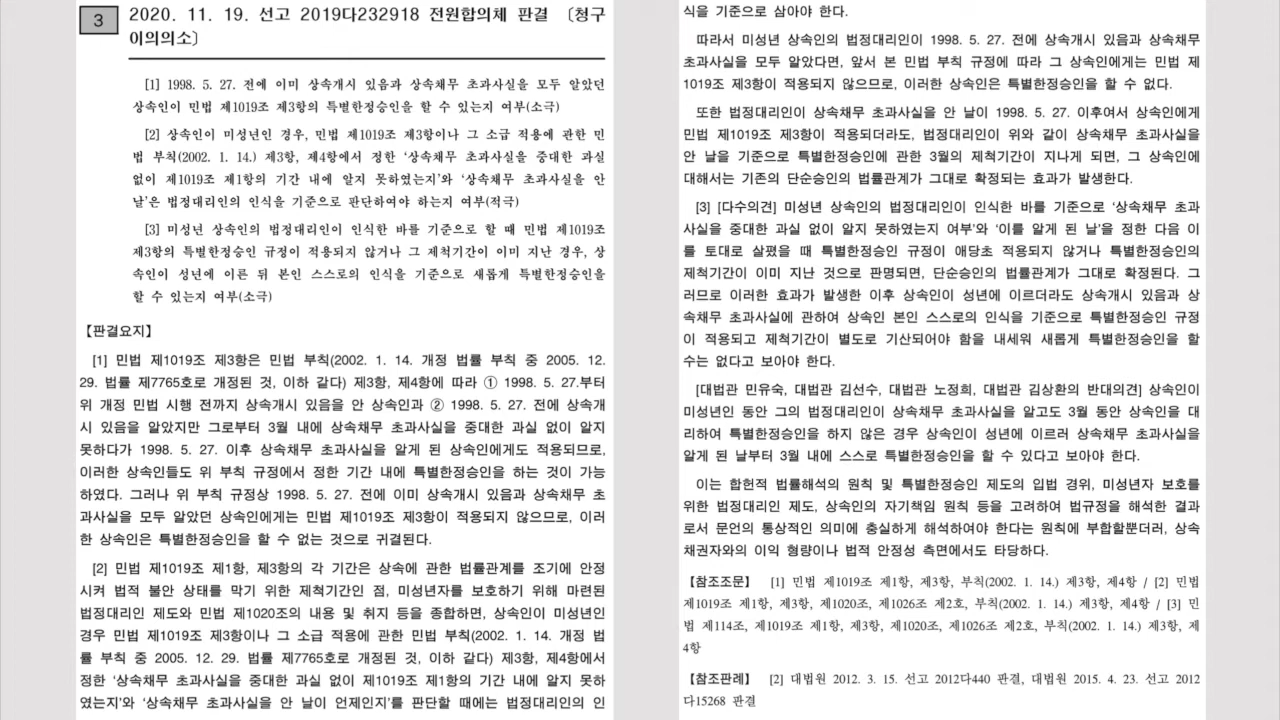 3
2020. 11. 19. 선고 2019다232918 전원합의체 판결 〔청구
이의의소〕
[1] 1998. 5. 27. 전에 이미 상속개시 있음과 상속채무 초과사실을 모두 알았던
상속인이 민법 제1019조 제3항의 특별한정승인을 할 수 있는지 여부(소극)
[2] 상속인이 미성년인 경우, 민법 제1019조 제3항이나 그 소급 적용에 관한 민
법 부칙(2002. 1. 14.) 제3항, 제4항에서 정한 ‘상속채무 초과사실을 중대한 과실
없이 제1019조 제1항의 기간 내에 알지 못하였는지’와 ‘상속채무 초과사실을 안
날’은 법정대리인의 인식을 기준으로 판단하여야 하는지 여부(적극)
[3] 미성년 상속인의 법정대리인이 인식한 바를 기준으로 할 때 민법 제1019조
제3항의 특별한정승인 규정이 적용되지 않거나 그 제척기간이 이미 지난 경우, 상
속인이 성년에 이른 뒤 본인 스스로의 인식을 기준으로 새롭게 특별한정승인을
할 수 있는지 여부(소극)
【판결요지】
[1] 민법 제1019조 제3항은 민법 부칙(2002. 1. 14. 개정 법률 부칙 중 2005. 12.
29. 법률 제7765호로 개정된 것, 이하 같다) 제3항, 제4항에 따라 ① 1998. 5. 27.부터
위 개정 민법 시행 전까지 상속개시 있음을 안 상속인과 ② 1998. 5. 27. 전에 상속개
시 있음을 알았지만 그로부터 3월 내에 상속채무 초과사실을 중대한 과실 없이 알지
못하다가 1998. 5. 27. 이후 상속채무 초과사실을 알게 된 상속인에게도 적용되므로,
이러한 상속인들도 위 부칙 규정에서 정한 기간 내에 특별한정승인을 하는 것이 가능
하였다. 그러나 위 부칙 규정상 1998. 5. 27. 전에 이미 상속개시 있음과 상속채무 초
과사실을 모두 알았던 상속인에게는 민법 제1019조 제3항이 적용되지 않으므로, 이러
한 상속인은 특별한정승인을 할 수 없는 것으로 귀결된다.
[2] 민법 제1019조 제1항, 제3항의 각 기간은 상속에 관한 법률관계를 조기에 안정
시켜 법적 불안 상태를 막기 위한 제척기간인 점, 미성년자를 보호하기 위해 마련된
법정대리인 제도와 민법 제1020조의 내용 및 취지 등을 종합하면, 상속인이 미성년인
경우 민법 제1019조 제3항이나 그 소급 적용에 관한 민법 부칙(2002. 1. 14. 개정 법
률 부칙 중 2005. 12. 29. 법률 제7765호로 개정된 것, 이하 같다) 제3항, 제4항에서
정한 ‘상속채무 초과사실을 중대한 과실 없이 제1019조 제1항의 기간 내에 알지 못하
였는지’와 ‘상속채무 초과사실을 안 날이 언제인지’를 판단할 때에는 법정대리인의 인
식을 기준으로 삼아야 한다.
따라서 미성년 상속인의 법정대리인이 1998. 5. 27. 전에 상속개시 있음과 상속채무
초과사실을 모두 알았다면, 앞서 본 민법 부칙 규정에 따라 그 상속인에게는 민법 제
1019조 제3항이 적용되지 않으므로, 이러한 상속인은 특별한정승인을 할 수 없다.
또한 법정대리인이 상속채무 초과사실을 안 날이 1998. 5. 27. 이후여서 상속인에게
민법 제1019조 제3항이 적용되더라도, 법정대리인이 위와 같이 상속채무 초과사실을
안 날을 기준으로 특별한정승인에 관한 3월의 제척기간이 지나게 되면, 그 상속인에
대해서는 기존의 단순승인의 법률관계가 그대로 확정되는 효과가 발생한다.
[3] [다수의견] 미성년 상속인의 법정대리인이 인식한 바를 기준으로 ‘상속채무 초과
사실을 중대한 과실 없이 알지 못하였는지 여부’와 ‘이를 알게 된 날’을 정한 다음 이
를 토대로 살폈을 때 특별한정승인 규정이 애당초 적용되지 않거나 특별한정승인의
제척기간이 이미 지난 것으로 판명되면, 단순승인의 법률관계가 그대로 확정된다. 그
러므로 이러한 효과가 발생한 이후 상속인이 성년에 이르더라도 상속개시 있음과 상
속채무 초과사실에 관하여 상속인 본인 스스로의 인식을 기준으로 특별한정승인 규정
이 적용되고 제척기간이 별도로 기산되어야 함을 내세워 새롭게 특별한정승인을 할
수는 없다고 보아야 한다.
[대법관 민유숙, 대법관 김선수, 대법관 노정희, 대법관 김상환의 반대의견] 상속인이
미성년인 동안 그의 법정대리인이 상속채무 초과사실을 알고도 3월 동안 상속인을 대
리하여 특별한정승인을 하지 않은 경우 상속인이 성년에 이르러 상속채무 초과사실을
알게 된 날부터 3월 내에 스스로 특별한정승인을 할 수 있다고 보아야 한다.
이는 합헌적 법률해석의 원칙 및 특별한정승인 제도의 입법 경위, 미성년자 보호를
위한 법정대리인 제도, 상속인의 자기책임 원칙 등을 고려하여 법규정을 해석한 결과
로서 문언의 통상적인 의미에 충실하게 해석하여야 한다는 원칙에 부합할뿐더러, 상속
채권자와의 이익 형량이나 법적 안정성 측면에서도 타당하다.
【참조조문】 [1] 민법 제1019조 제1항, 제3항, 부칙(2002. 1. 14.) 제3항, 제4항 / [2] 민법
제1019조 제1항, 제3항, 제1020조, 제1026조 제2호, 부칙(2002. 1. 14.) 제3항, 제4항 / [3] 민
법 제114조, 제1019조 제1항, 제3항, 제1020조, 제1026조 제2호, 부칙(2002. 1. 14.) 제3항, 제
4항
【참조판례】 [2] 대법원 2012. 3. 15. 선고 2012다440 판결, 대법원 2015. 4. 23. 선고 2012
다15268 판결